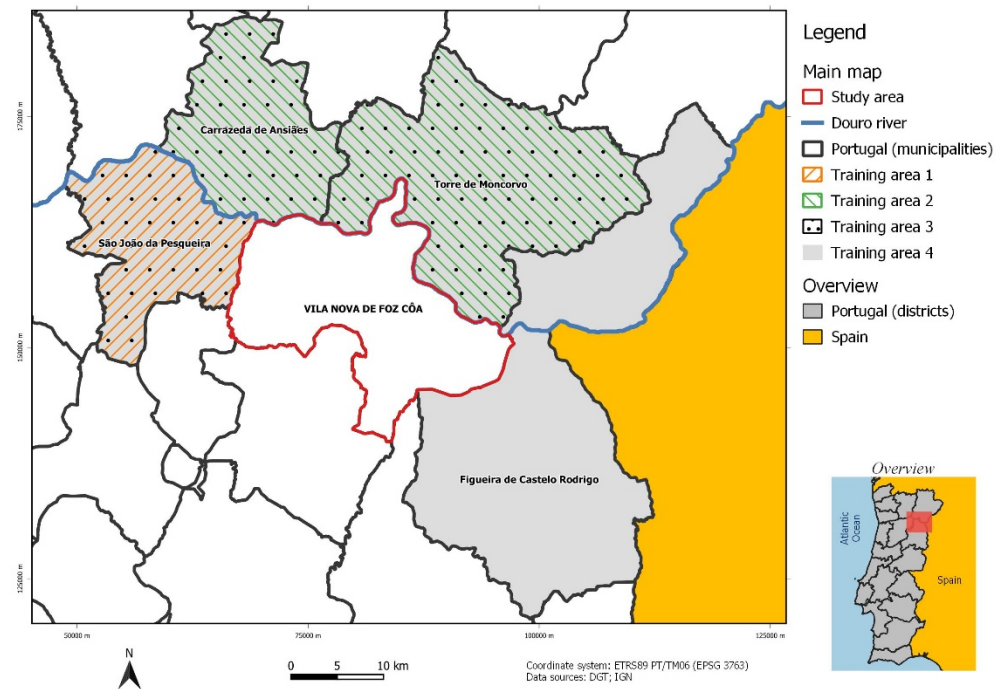 Legend
Main map
Study area
Douro river
Portugal (municipalities)
Training area 1
Training area 2
Training area 3
Training area 4
Overview
Portugal (districts)
Spain
175000 m
150000 m
125000 m
Carrazeda de Ansiães
Torre de Moncorvo
São João da Pesqueira
VILA NOVA DE FOZ CÔA
Figueira de Castelo Rodrigo
Overview
Atlantic
Ocean
Spain
50000 m
75000 m
100000 m
125000 m
N
0 5 10 km
Coordinate system: ETRS89 PT/TM06 (EPSG 3763)
Data sources: DGT; IGN